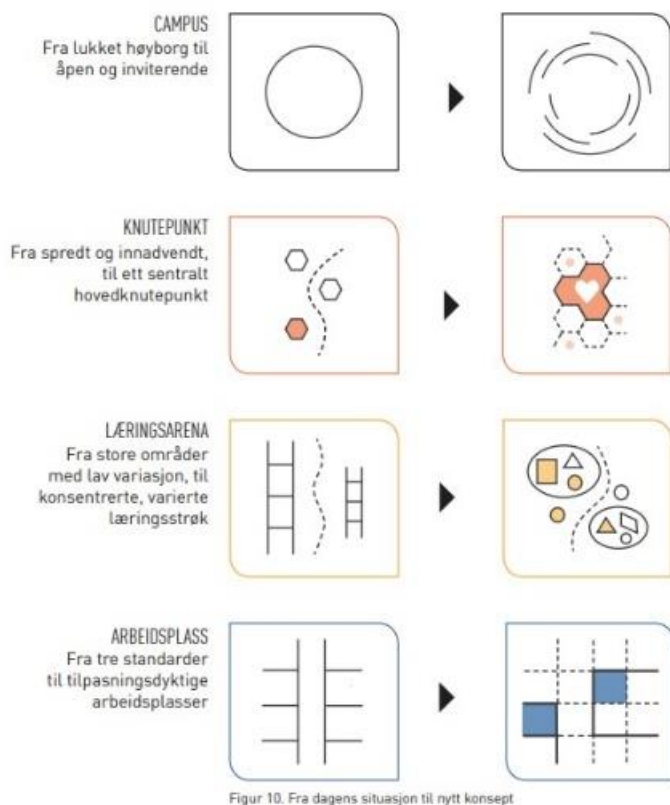 CAMPUS
Fra lukket høyborg til
åpen og inviterende
KNUTEPUNKT
Fra spredt og innadvendt,
til ett sentralt
hovedknutepunkt
LÆRINGSARENA
Fra store områder
med lav variasjon, til
konsentrerte, varierte
læringsstrøk
ARBEIDSPLASS
Fra tre standarder
til tilpasningsdyktige
arbeidsplasser
Figur 10. Fra dagens situasjon til nytt konsept